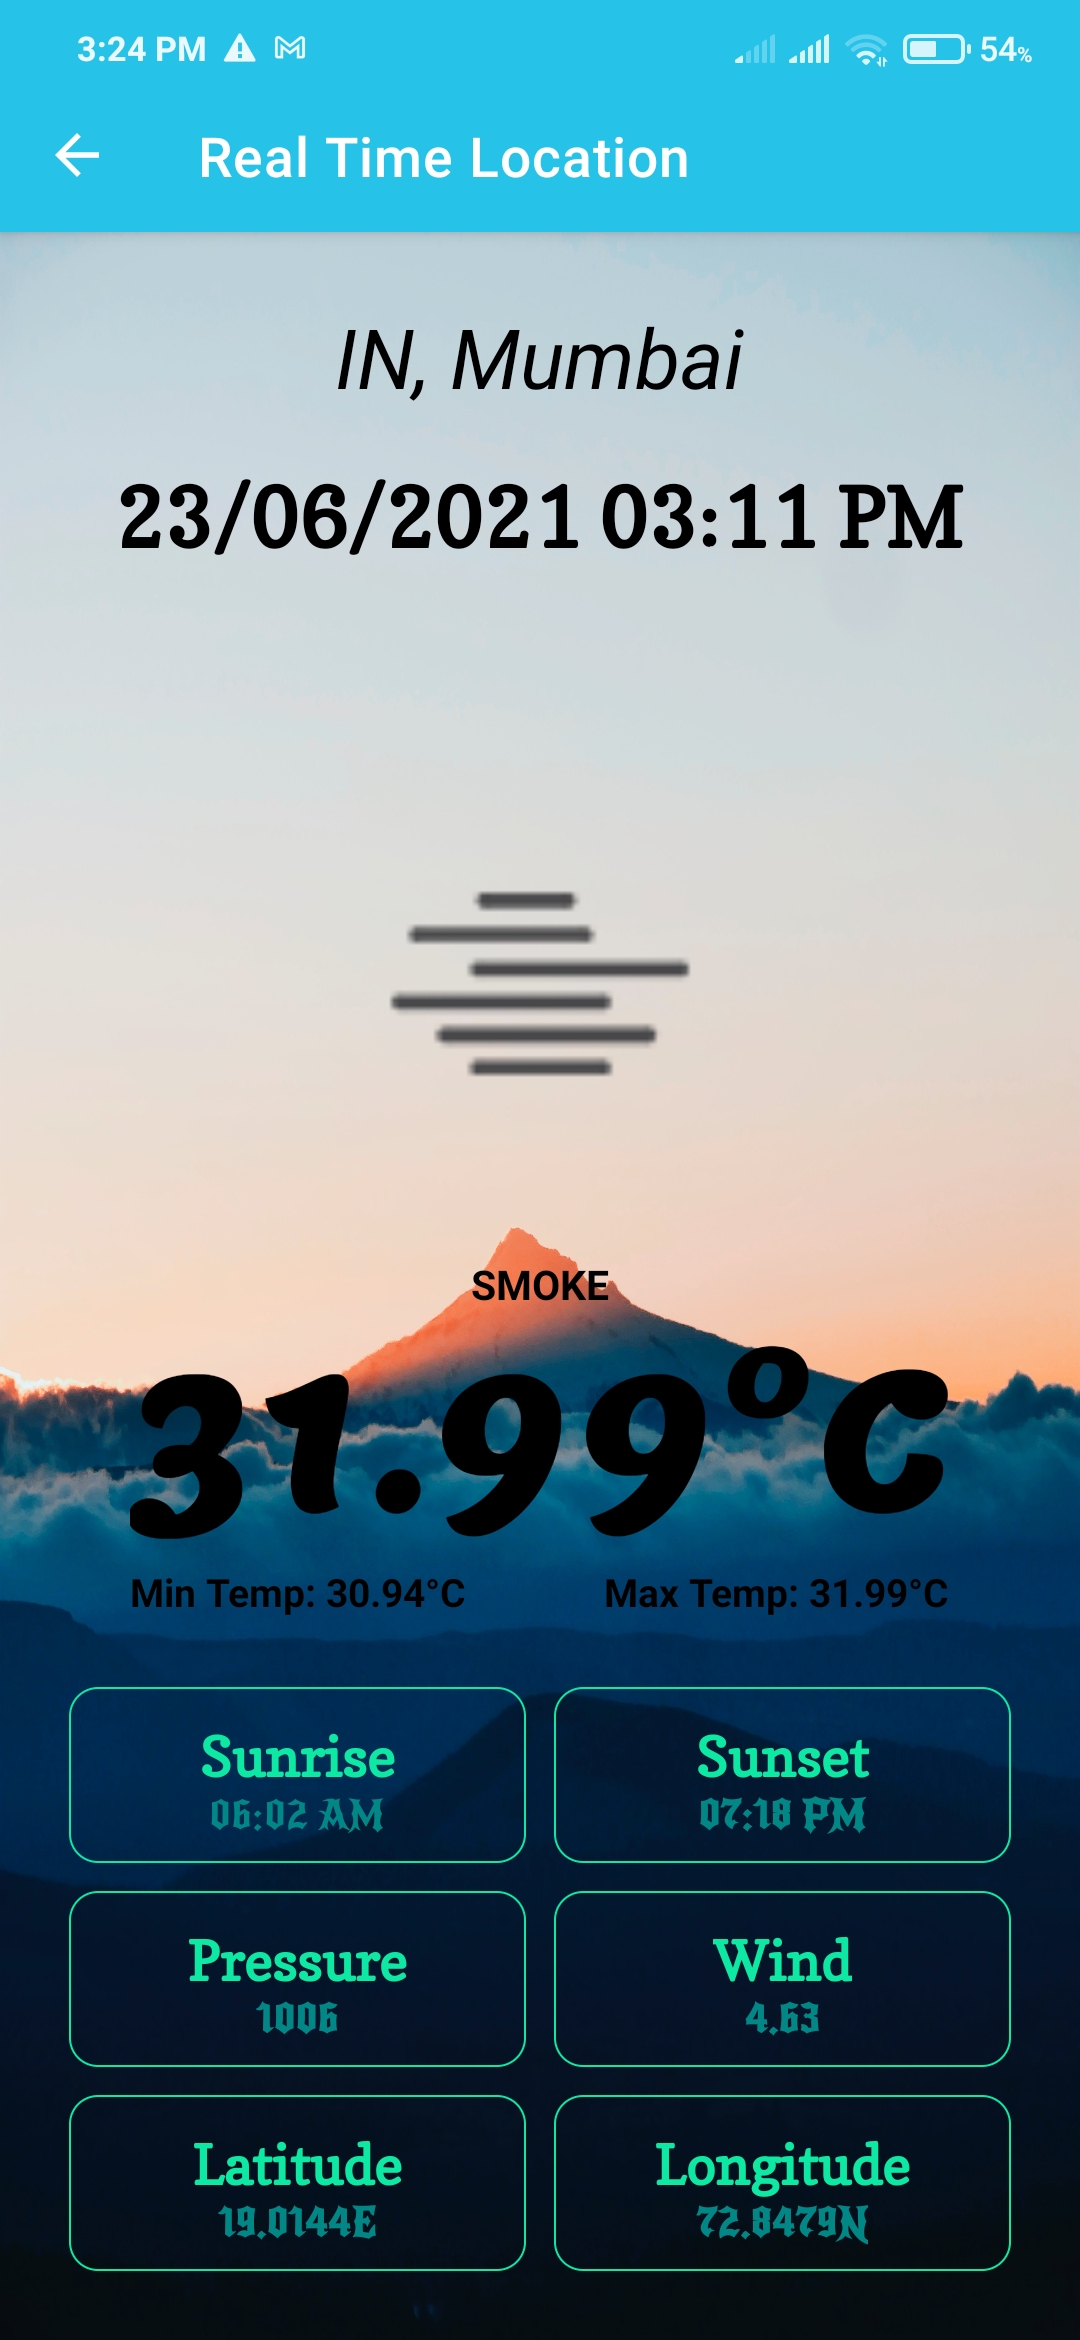 3:24 PM 54%
Real Time Location
IN, Mumbai
23/06/2021 03:11 PM
SMOKE
31.99°C
Min Temp: 30.94°C Max Temp: 31.99°C
Sunrise Sunset
06:02 AM 07:18 PM
Pressure Wind
1006 4.63
Latitude Longitude
19.0144E 72.8479N